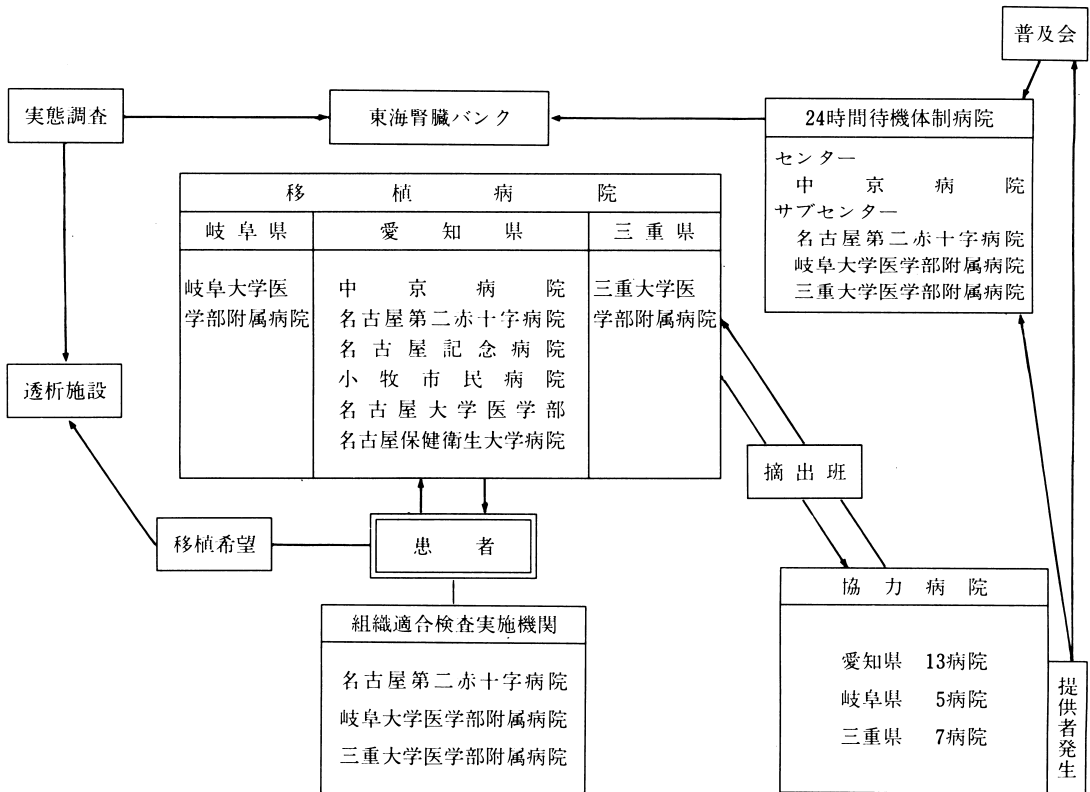 普及会
実態調査
東海腎臓バンク
24時間待機体制病院
センター
中京病院
サブセンター
名古屋第二赤十字病院
岐阜大学医学部附属病院
三重大学医学部附属病院
移植病院
岐阜県
愛知県
三重県
岐阜大学医
学部附属病院
中京病院
名古屋第二赤十字病院
名古屋記念病院
小牧市民病院
名古屋大学医学部
名古屋保健衛生大学病院
三重大学医
学部附属病院
透析施設
摘出班
移植希望
患者
組織適合検査実施機関
名古屋第二赤十字病院
岐阜大学医学部附属病院
三重大学医学部附属病院
協力病院
愛知県 13病院
岐阜県 5病院
三重県 7病院
提供者発生